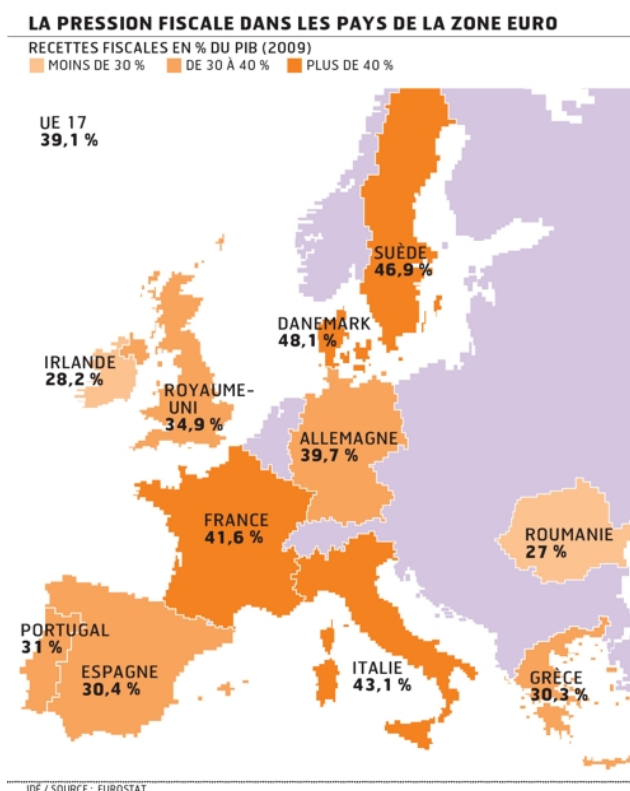 LA PRESSION FISCALE DANS LES PAYS DE LA ZONE EURO
RECETTES FISCALES EN % DU PIB (2009)
MOINS DE 30 % DE 30 À 40 % PLUS DE 40 %
UE 17
39,1 %
SUÈDE
46,9 %
DANEMARK
48,1 %
IRLANDE
28,2 %
ROYAUME-
UNI
34,9 %
ALLEMAGNE
39,7 %
FRANCE
41,6 %
ROUMANIE
27 %
PORTUGAL
31 %
ESPAGNE
30,4 %
ITALIE
43,1 %
GRÈCE
30,3 %
IDÉ / SOURCE : EUROSTAT